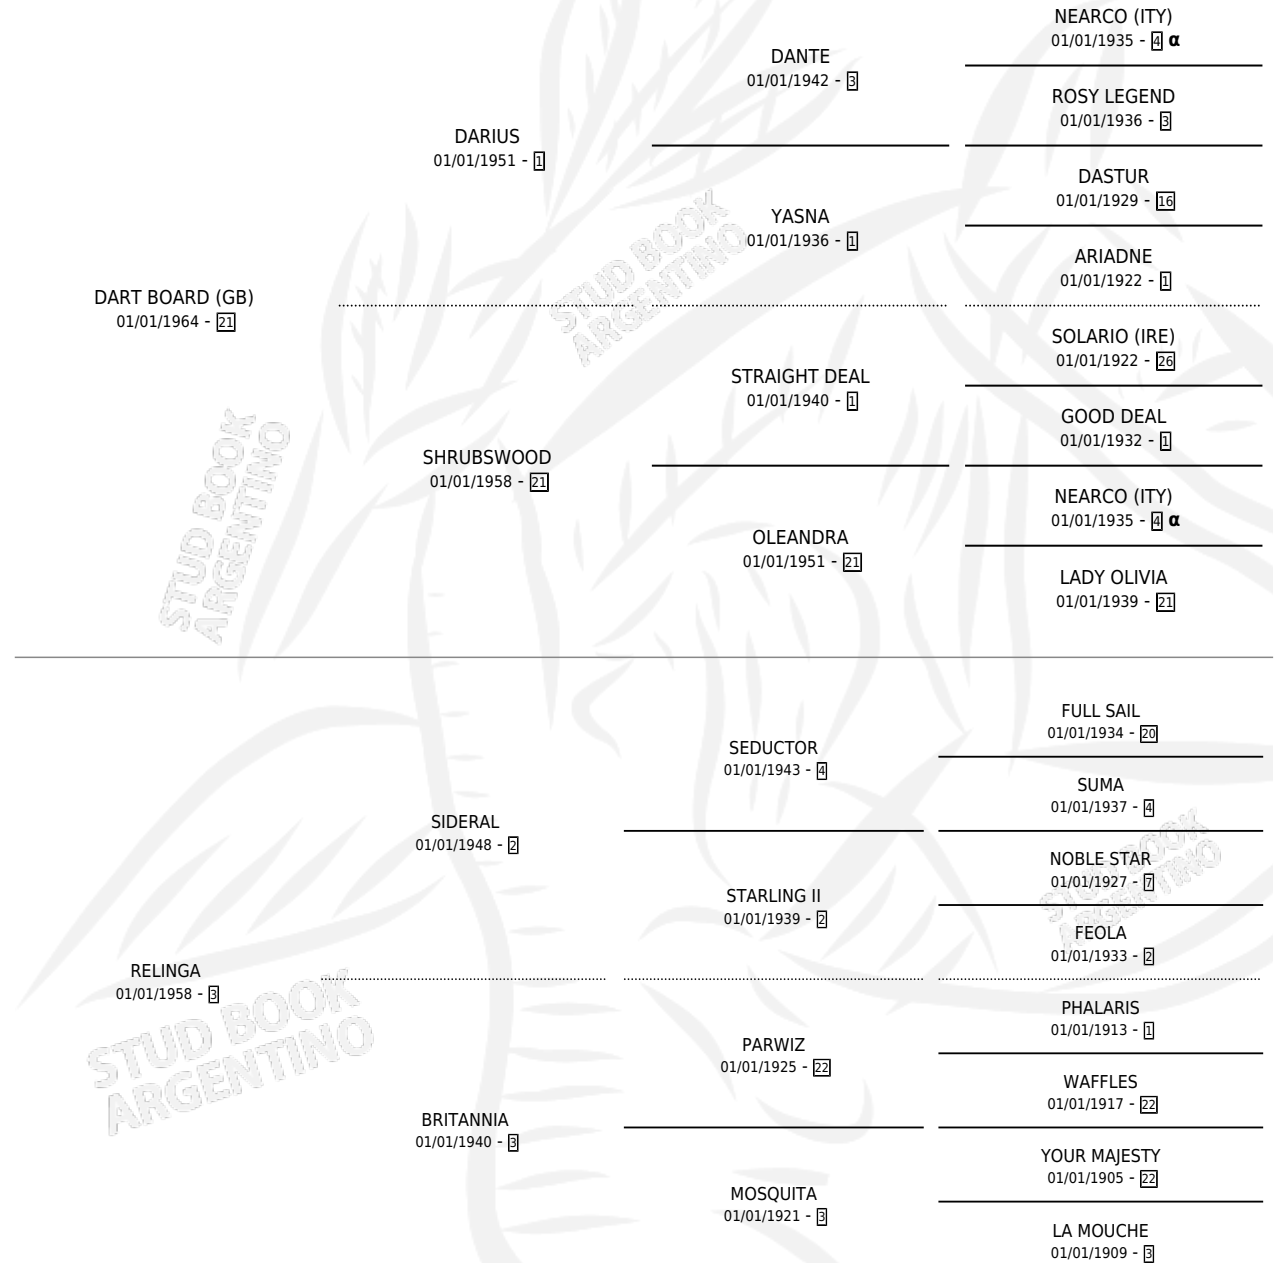 NEARCO (ITY)
01/01/1935 - 4 α
DANTE
01/01/1942 - 3
ROSY LEGEND
01/01/1936 - 3
DARIUS
01/01/1951 - 1
DASTUR
01/01/1929 - 16
YASNA
01/01/1936 - 1
ARIADNE
01/01/1922 - 1
DART BOARD (GB)
01/01/1964 - 21
SOLARIO (IRE)
01/01/1922 - 26
STRAIGHT DEAL
01/01/1940 - 1
GOOD DEAL
01/01/1932 - 1
SHRUBSWOOD
01/01/1958 - 21
NEARCO (ITY)
01/01/1935 - 4 α
OLEANDRA
01/01/1951 - 21
LADY OLIVIA
01/01/1939 - 21
FULL SAIL
01/01/1934 - 20
SEDUCTOR
01/01/1943 - 4
SUMA
01/01/1937 - 4
SIDERAL
01/01/1948 - 2
NOBLE STAR
01/01/1927 - 7
STARLING II
01/01/1939 - 2
FEOLA
01/01/1933 - 2
RELINGA
01/01/1958 - 3
PHALARIS
01/01/1913 - 1
PARWIZ
01/01/1925 - 22
WAFFLES
01/01/1917 - 22
BRITANNIA
01/01/1940 - 3
YOUR MAJESTY
01/01/1905 - 22
MOSQUITA
01/01/1921 - 3
LA MOUCHE
01/01/1909 - 3
STUD BOOK
ARGENTINO
STUD BOOK
ARGENTINO
STUD BOOK
ARGENTINO
STUD BOOK
ARGENTINO